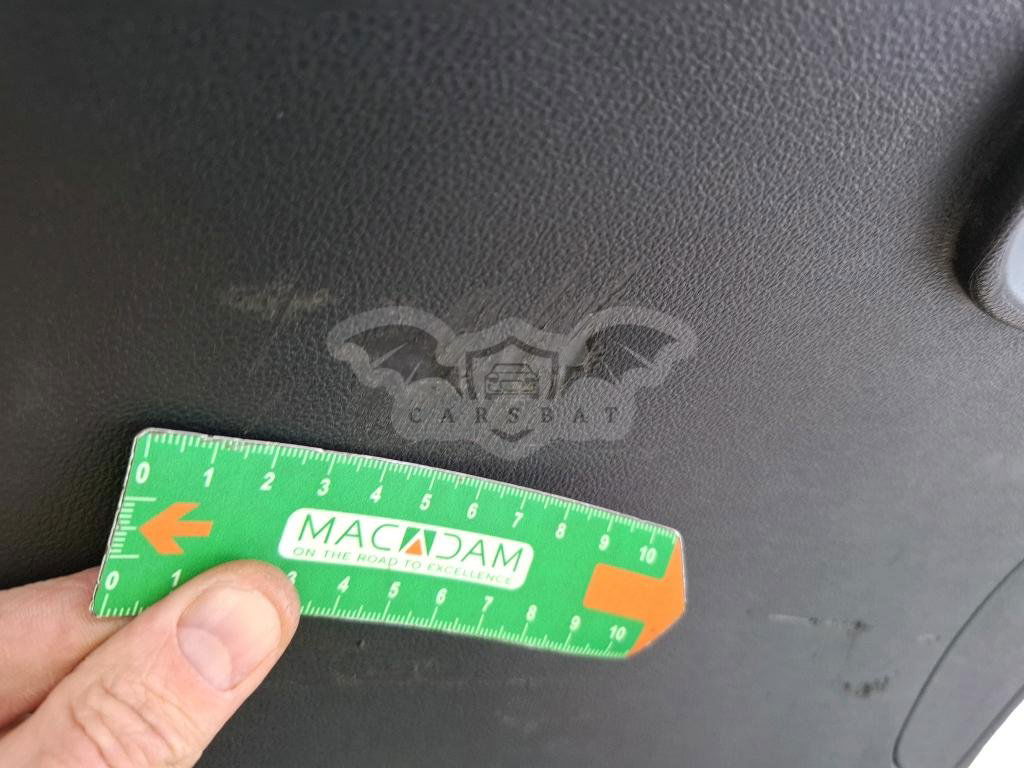 CARSBAT
0 1 2 3 4 5 6 7 8 9 10
MACADAM
ON THE ROAD TO EXCELLENCE
0 1 3 4 5 6 7 8 9 10